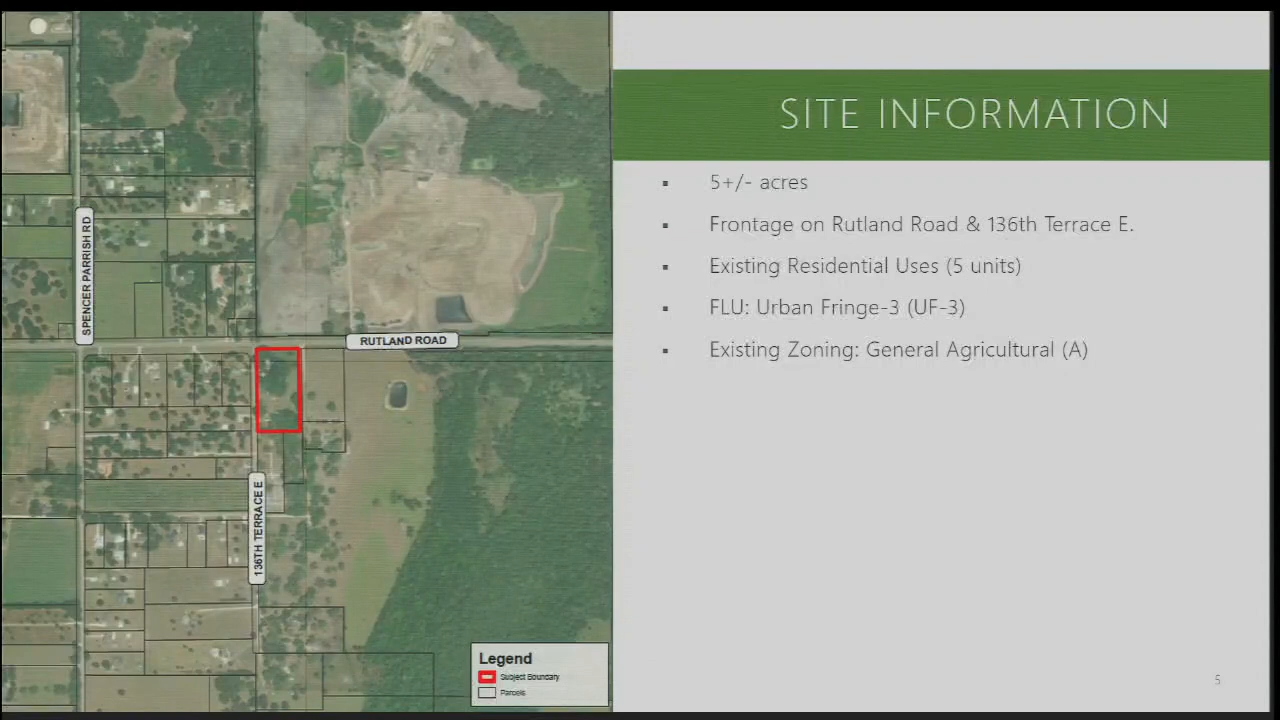 SITE INFORMATION
▪ 5+/- acres
▪ Frontage on Rutland Road & 136th Terrace E.
▪ Existing Residential Uses (5 units)
▪ FLU: Urban Fringe-3 (UF-3)
▪ Existing Zoning: General Agricultural (A)
SPENCER PARRISH RD
RUTLAND ROAD
136TH TERRACE E
Legend
Subject Boundary
Parcels
5